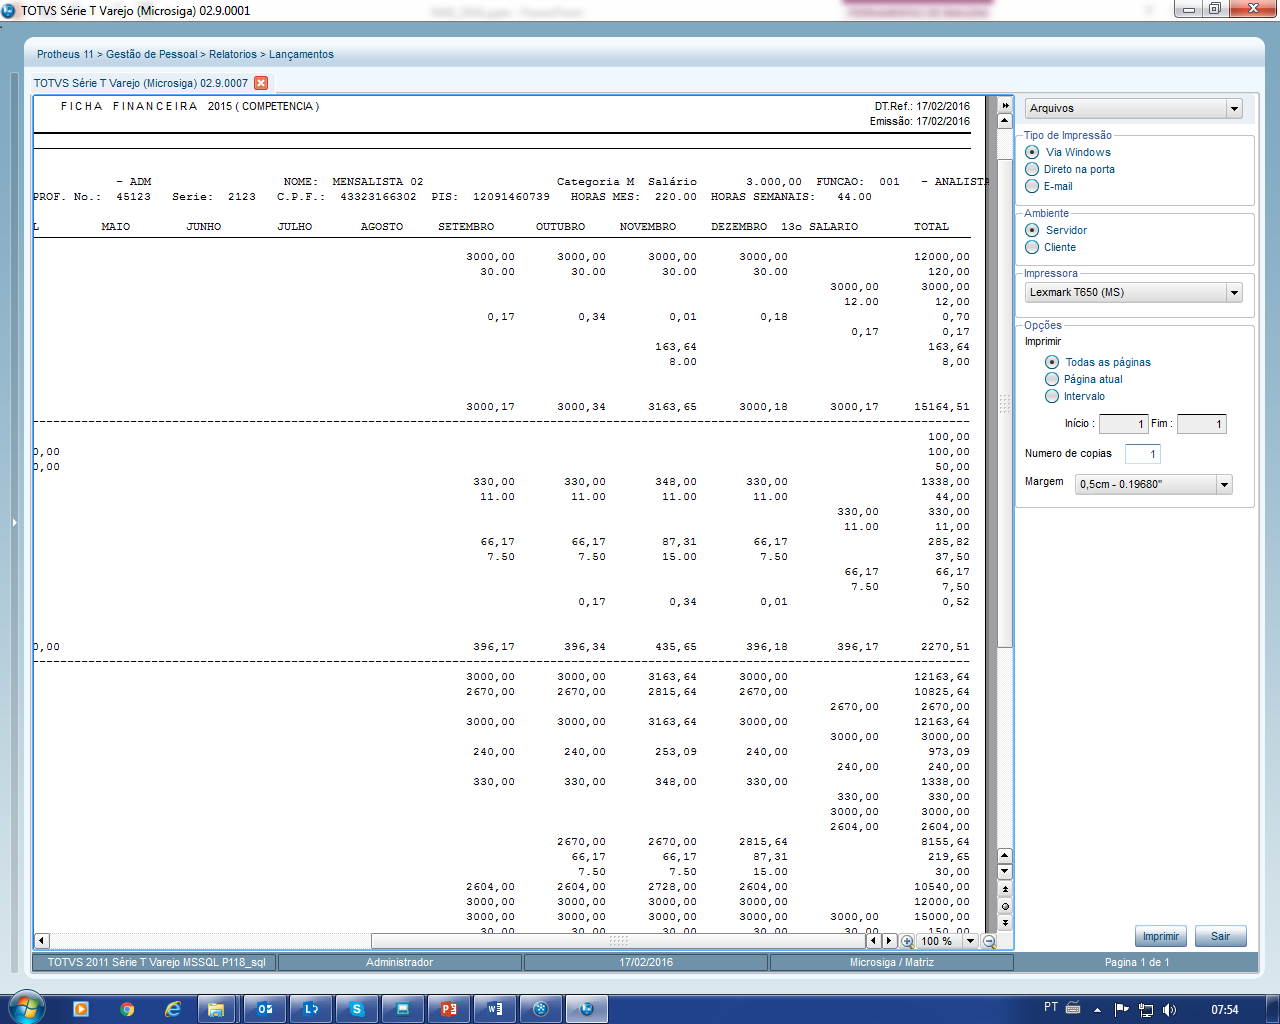 TOTVS Série T Varejo (Microsiga) 02.9.0001
Protheus 11 > Gestão de Pessoal > Relatorios > Lançamentos
TOTVS Série T Varejo (Microsiga) 02.9.0007
FICHA FINANCEIRA 2015 ( COMPETENCIA )
DT.Ref.: 17/02/2016
Emissão: 17/02/2016
- ADM NOME: MENSALISTA 02 Categoria M Salário 3.000,00 FUNCAO: 001 - ANALISTA
PROF. No.: 45123 Serie: 2123 C.P.F.: 43323166302 PIS: 12091460739 HORAS MES: 220.00 HORAS SEMANAIS: 44.00
L MAIO JUNHO JULHO AGOSTO SETEMBRO OUTUBRO NOVEMBRO DEZEMBRO 13o SALARIO TOTAL
3000,00 3000,00 3000,00 3000,00 12000,00
30.00 30.00 30.00 30.00 120,00
3000,00 3000,00
12.00 12,00
0,17 0,34 0,01 0,18 0,70
0,17 0,17
163,64 163,64
8.00 8,00
3000,17 3000,34 3163,65 3000,18 3000,17 15164,51
100,00
0,00 100,00
0,00 50,00
330,00 330,00 348,00 330,00 1338,00
11.00 11.00 11.00 11.00 44,00
330,00 330,00
11.00 11,00
66,17 66,17 87,31 66,17 285,82
7.50 7.50 15.00 7.50 37,50
66,17 66,17
7.50 7,50
0,17 0,34 0,01 0,52
0,00 396,17 396,34 435,65 396,18 396,17 2270,51
3000,00 3000,00 3163,64 3000,00 12163,64
2670,00 2670,00 2815,64 2670,00 10825,64
2670,00 2670,00
3000,00 3000,00 3163,64 3000,00 12163,64
3000,00 3000,00
240,00 240,00 253,09 240,00 973,09
240,00 240,00
330,00 330,00 348,00 330,00 1338,00
330,00 330,00
3000,00 3000,00
2604,00 2604,00
2670,00 2670,00 2815,64 8155,64
66,17 66,17 87,31 219,65
7.50 7.50 15.00 30,00
2604,00 2604,00 2728,00 2604,00 10540,00
3000,00 3000,00 3000,00 3000,00 12000,00
3000,00 3000,00 3000,00 3000,00 3000,00 15000,00
30.00 30.00 30.00 30.00 30.00 150,00
100 %
Arquivos
Tipo de Impressão
Via Windows
Direto na porta
E-mail
Ambiente
Servidor
Cliente
Impressora
Lexmark T650 (MS)
Opções
Imprimir
Todas as páginas
Página atual
Intervalo
Início : 1 Fim : 1
Numero de copias 1
Margem 0,5cm - 0.19680"
Imprimir Sair
TOTVS 2011 Série T Varejo MSSQL P118_sql Administrador 17/02/2016 Microsiga / Matriz Pagina 1 de 1
PT 07:54